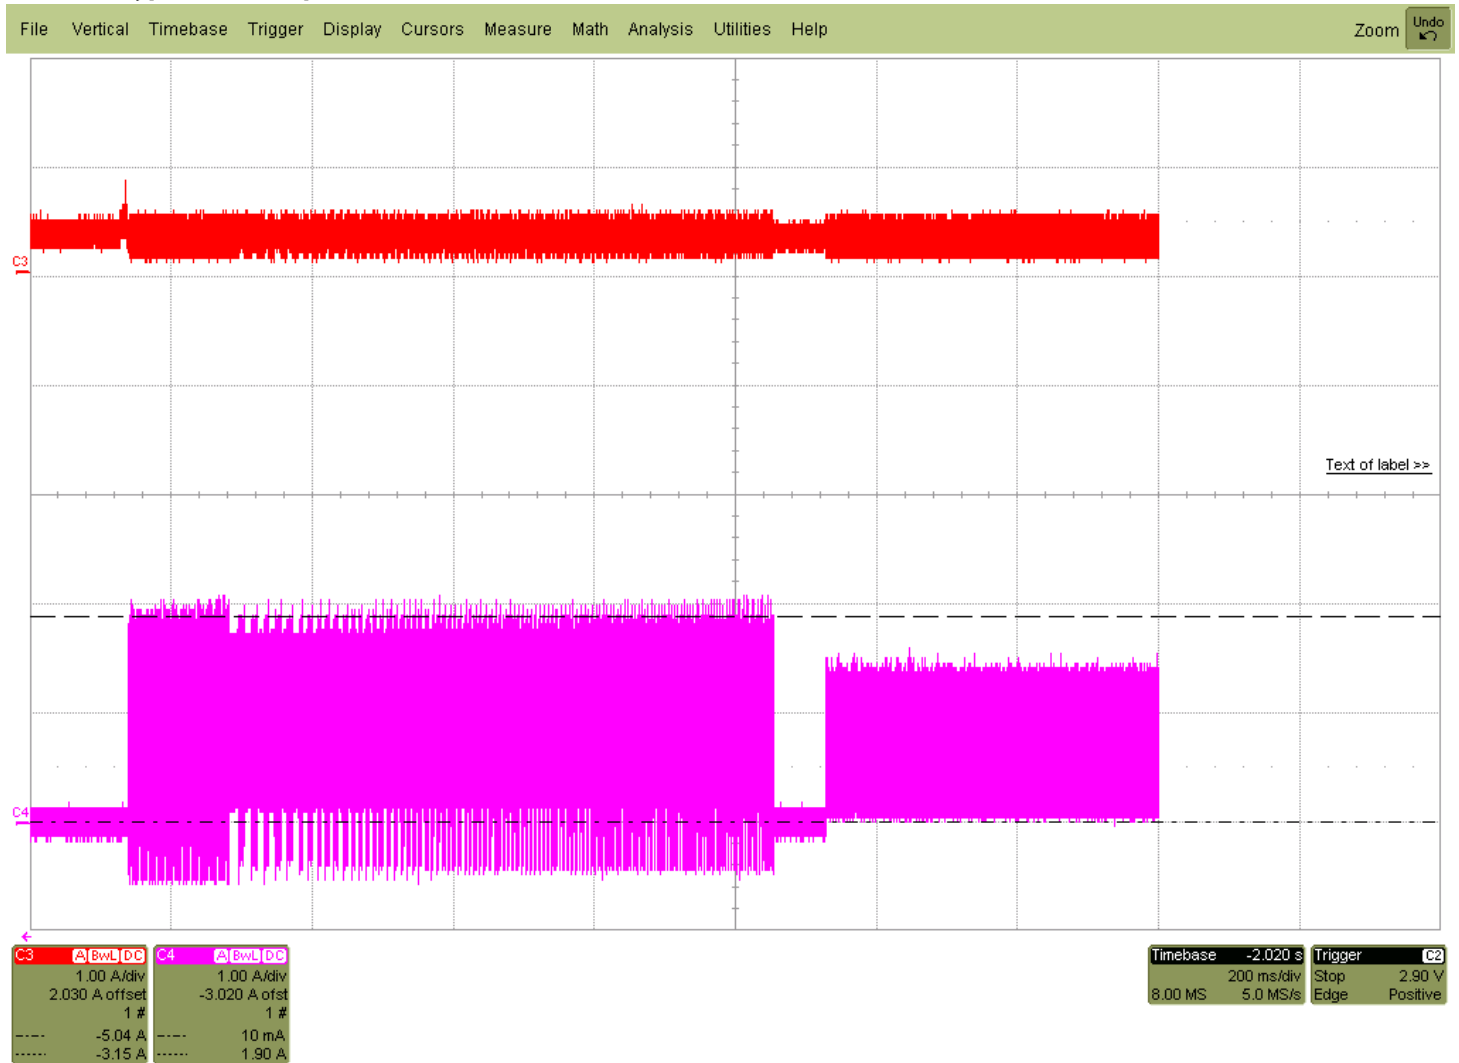 File Vertical Timebase Trigger Display Cursors Measure Math Analysis Utilities Help Zoom Undo
C3
Text of label >>
C4
C3 A BwL DC C4 A BwL DC Timebase -2.020 s Trigger C2
1.00 A/div 1.00 A/div 200 ms/div Stop 2.90 V
2.030 A offset -3.020 A ofst 8.00 MS 5.0 MS/s Edge Positive
1 # 1 #
-5.04 A 10 mA
-3.15 A 1.90 A